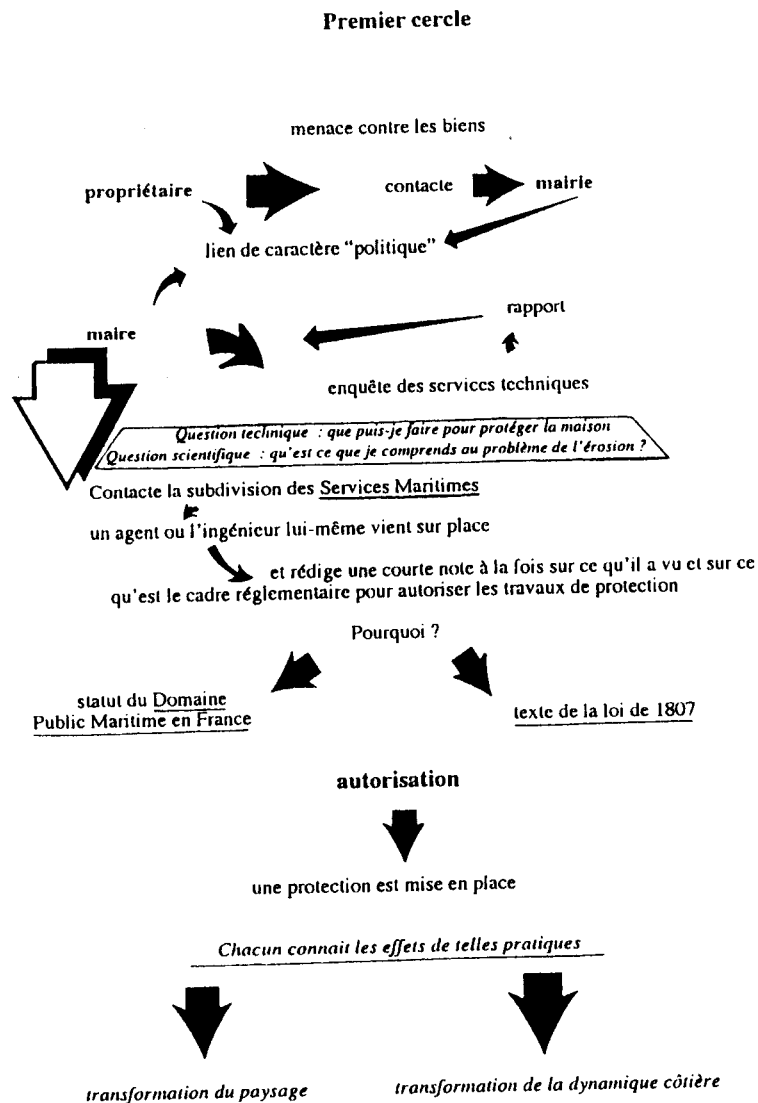 Premier cercle
menace contre les biens
propriétaire contacte mairie
lien de caractère “politique”
rapport
maire
enquête des services techniques
Question technique : que puis-je faire pour protéger la maison
Question scientifique : qu'est ce que je comprends au problème de l'érosion ?
Contacte la subdivision des Services Maritimes
un agent ou l'ingénieur lui-même vient sur place
et rédige une courte note à la fois sur ce qu'il a vu et sur ce
qu'est le cadre réglementaire pour autoriser les travaux de protection
Pourquoi ?
statut du Domaine
Public Maritime en France
texte de la loi de 1807
autorisation
une protection est mise en place
Chacun connait les effets de telles pratiques
transformation du paysage
transformation de la dynamique côtière